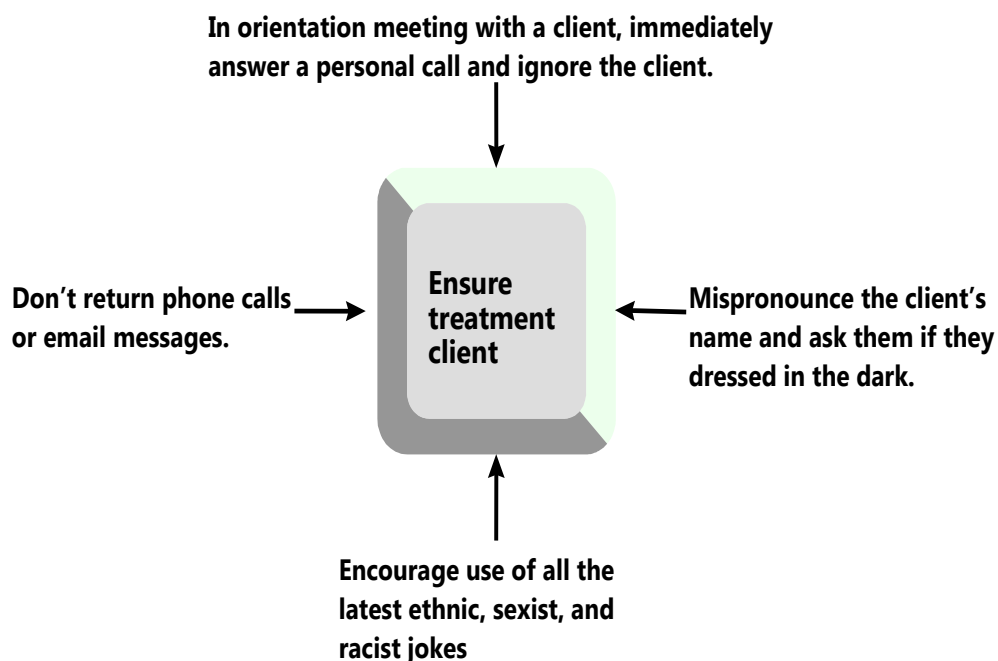 In orientation meeting with a client, immediately
answer a personal call and ignore the client.
Ensure
treatment
client
Don’t return phone calls
or email messages.
Mispronounce the client’s
name and ask them if they
dressed in the dark.
Encourage use of all the
latest ethnic, sexist, and
racist jokes